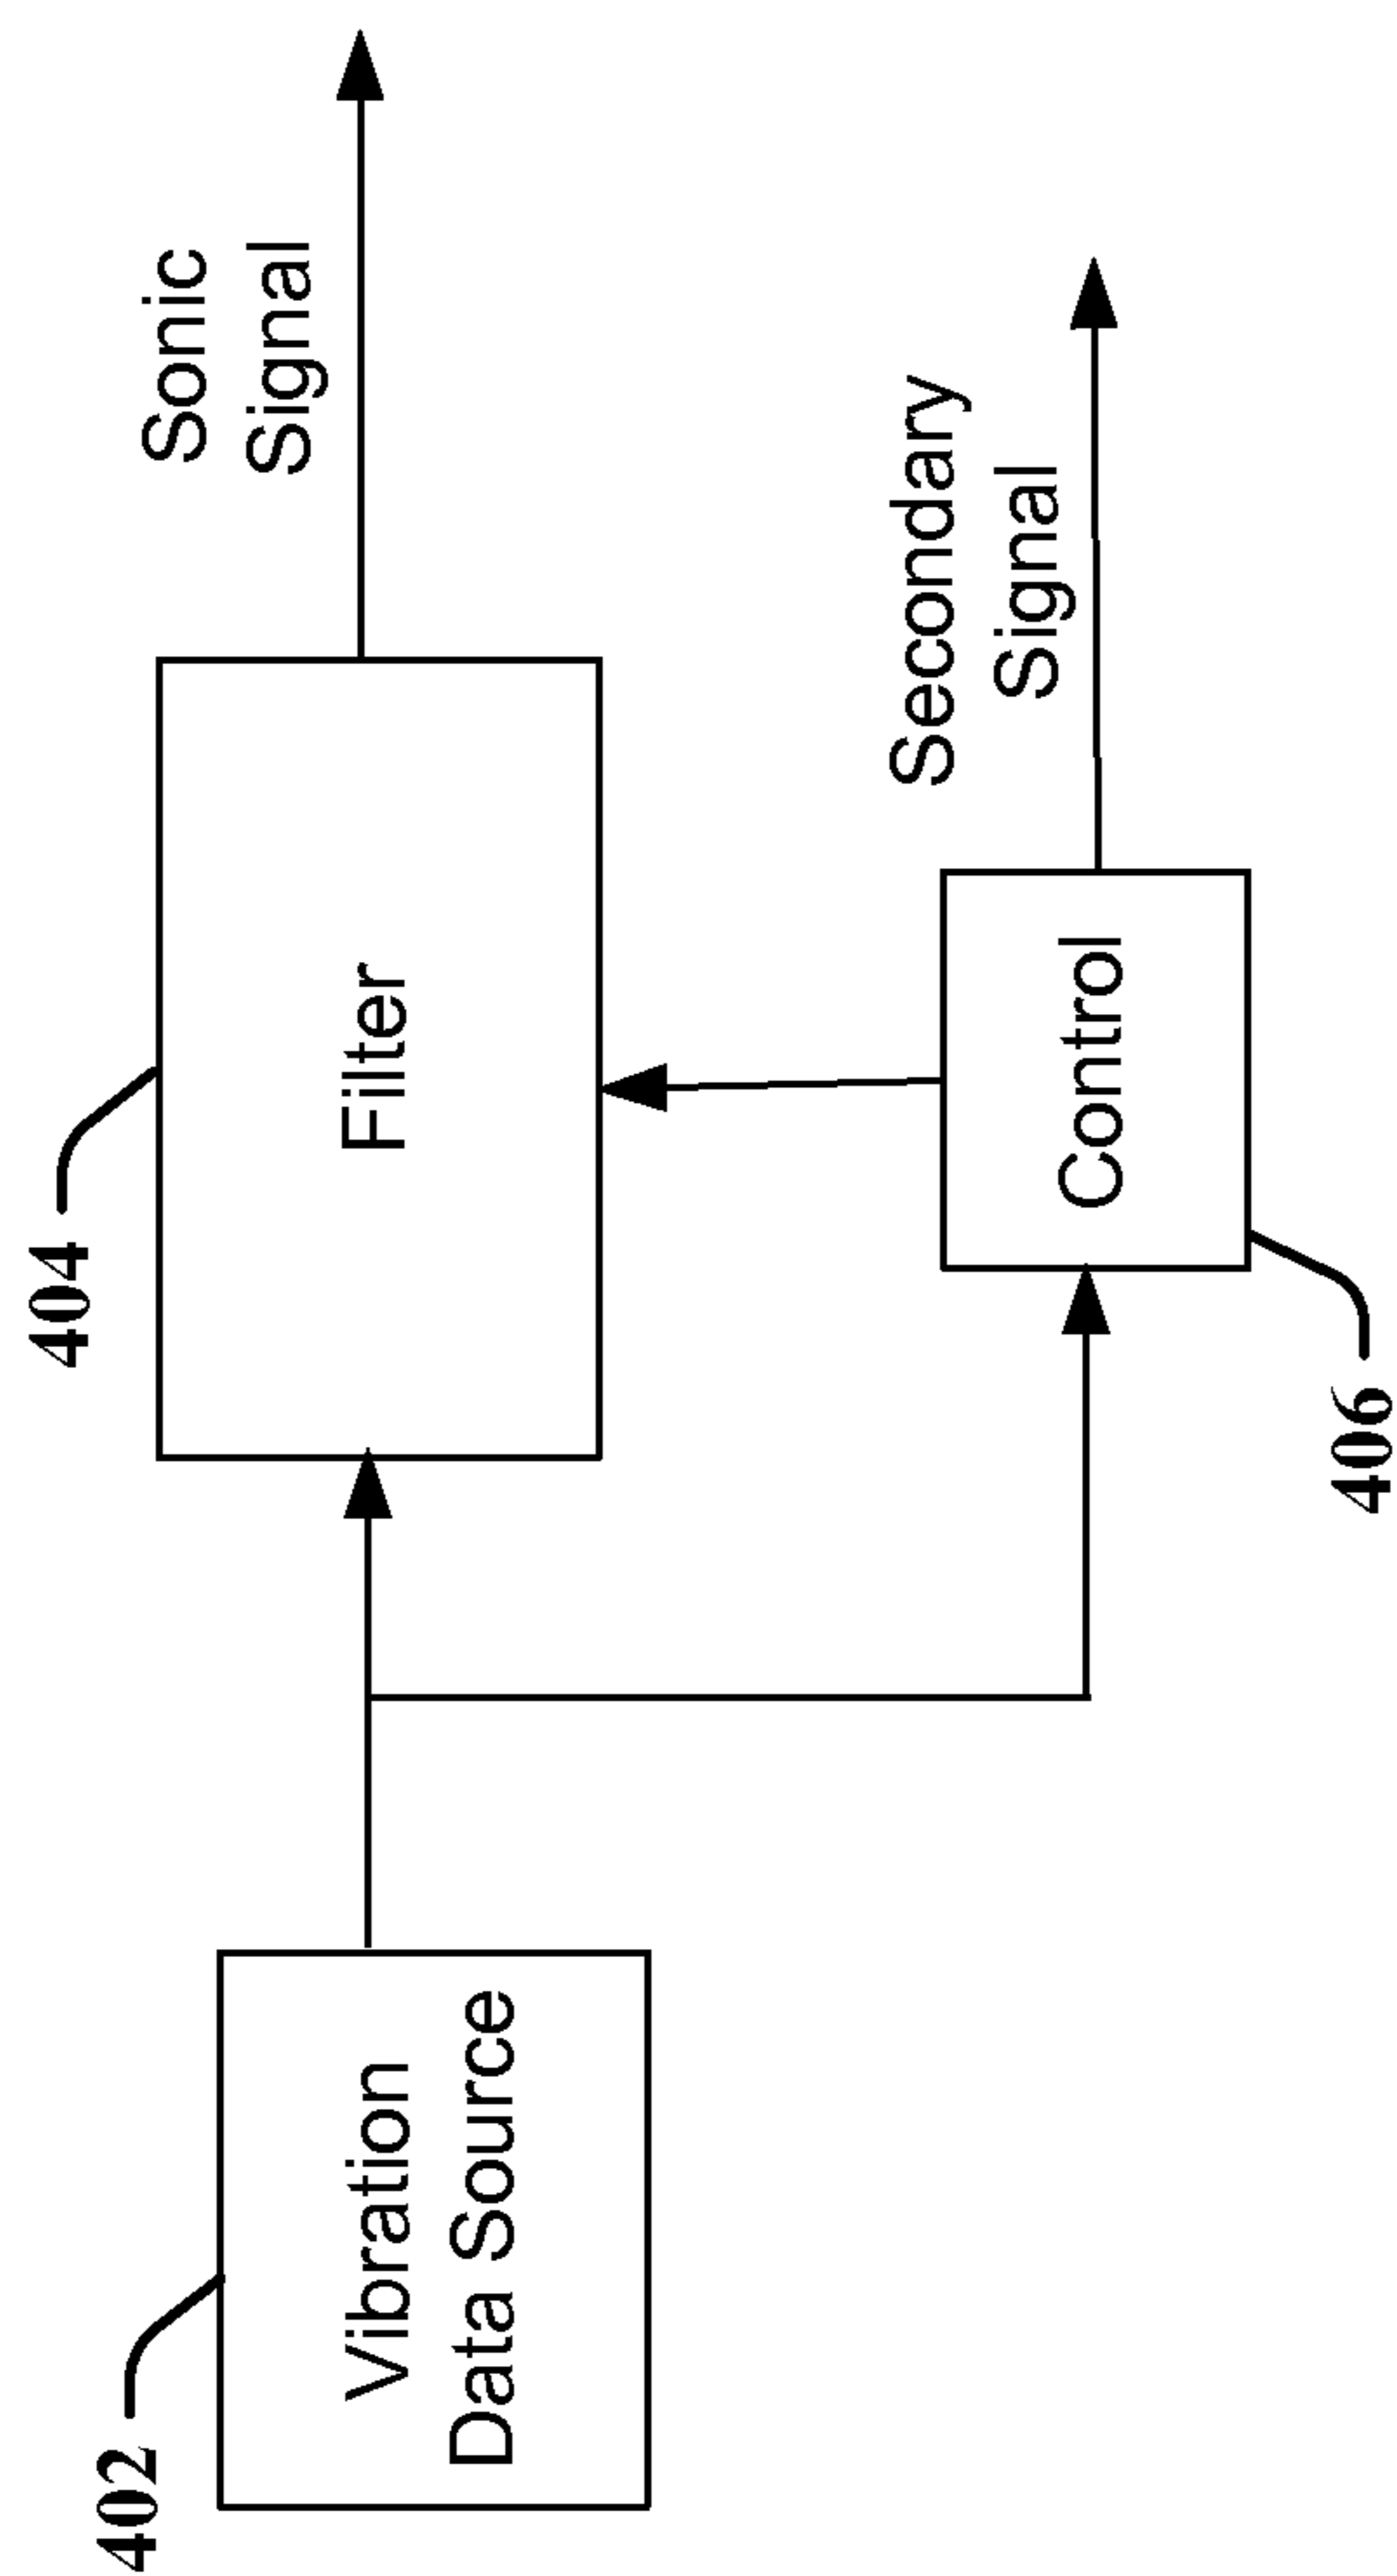 402
Vibration
Data Source
404
Filter
Sonic
Signal
406
Control
Secondary
Signal